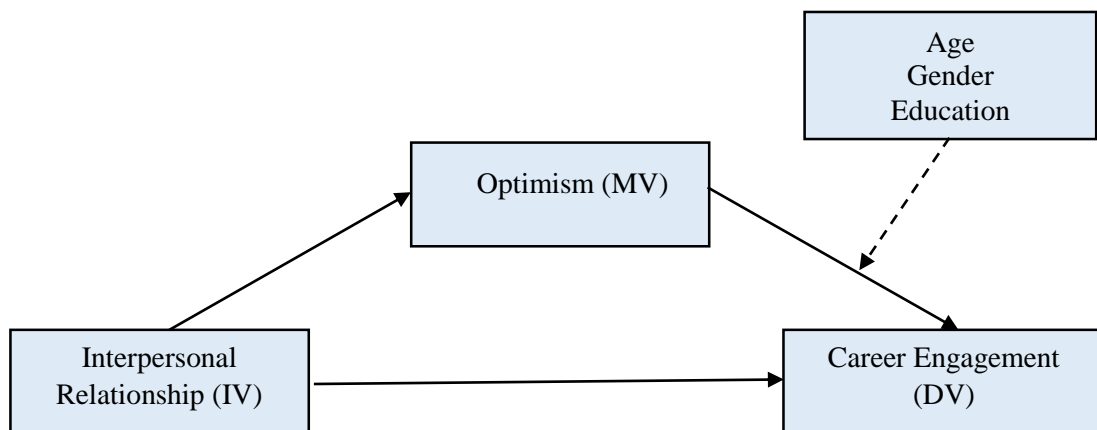 Age
Gender
Education
Optimism (MV)
Interpersonal
Relationship (IV)
Career Engagement
(DV)